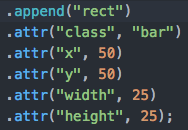 .append("rect")
.attr("class", "bar")
.attr("x", 50)
.attr("y", 50)
.attr("width", 25)
.attr("height", 25);